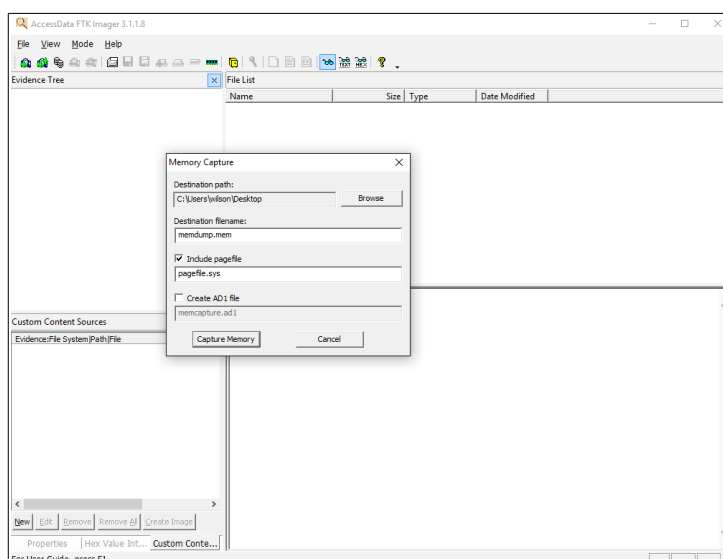 AccessData FTK Imager 3.1.1.8
File View Mode Help
Evidence Tree
File List
Name Size Type Date Modified
Memory Capture
Destination path:
C:\Users\wilson\Desktop
Browse
Destination filename:
memdump.mem
Include pagefile
pagefile.sys
Create AD1 file
memcapture.ad1
Capture Memory Cancel
Custom Content Sources
Evidence:File System|Path|File
New Edit Remove Remove All Create Image
Properties Hex Value Int... Custom Conte...
For User Guide, press F1